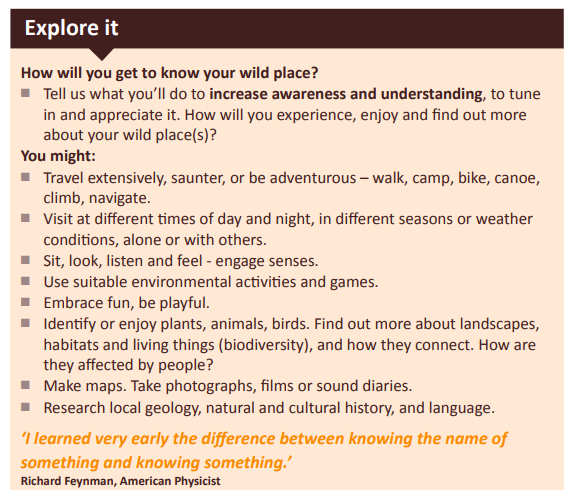 Explore it
How will you get to know your wild place?
■ Tell us what you'll do to increase awareness and understanding, to tune
in and appreciate it. How will you experience, enjoy and find out more
about your wild place(s)?
You might:
■ Travel extensively, saunter, or be adventurous – walk, camp, bike, canoe,
climb, navigate.
■ Visit at different times of day and night, in different seasons or weather
conditions, alone or with others.
■ Sit, look, listen and feel - engage senses.
■ Use suitable environmental activities and games.
■ Embrace fun, be playful.
■ Identify or enjoy plants, animals, birds. Find out more about landscapes,
habitats and living things (biodiversity), and how they connect. How are
they affected by people?
■ Make maps. Take photographs, films or sound diaries.
■ Research local geology, natural and cultural history, and language.
'I learned very early the difference between knowing the name of
something and knowing something.'
Richard Feynman, American Physicist